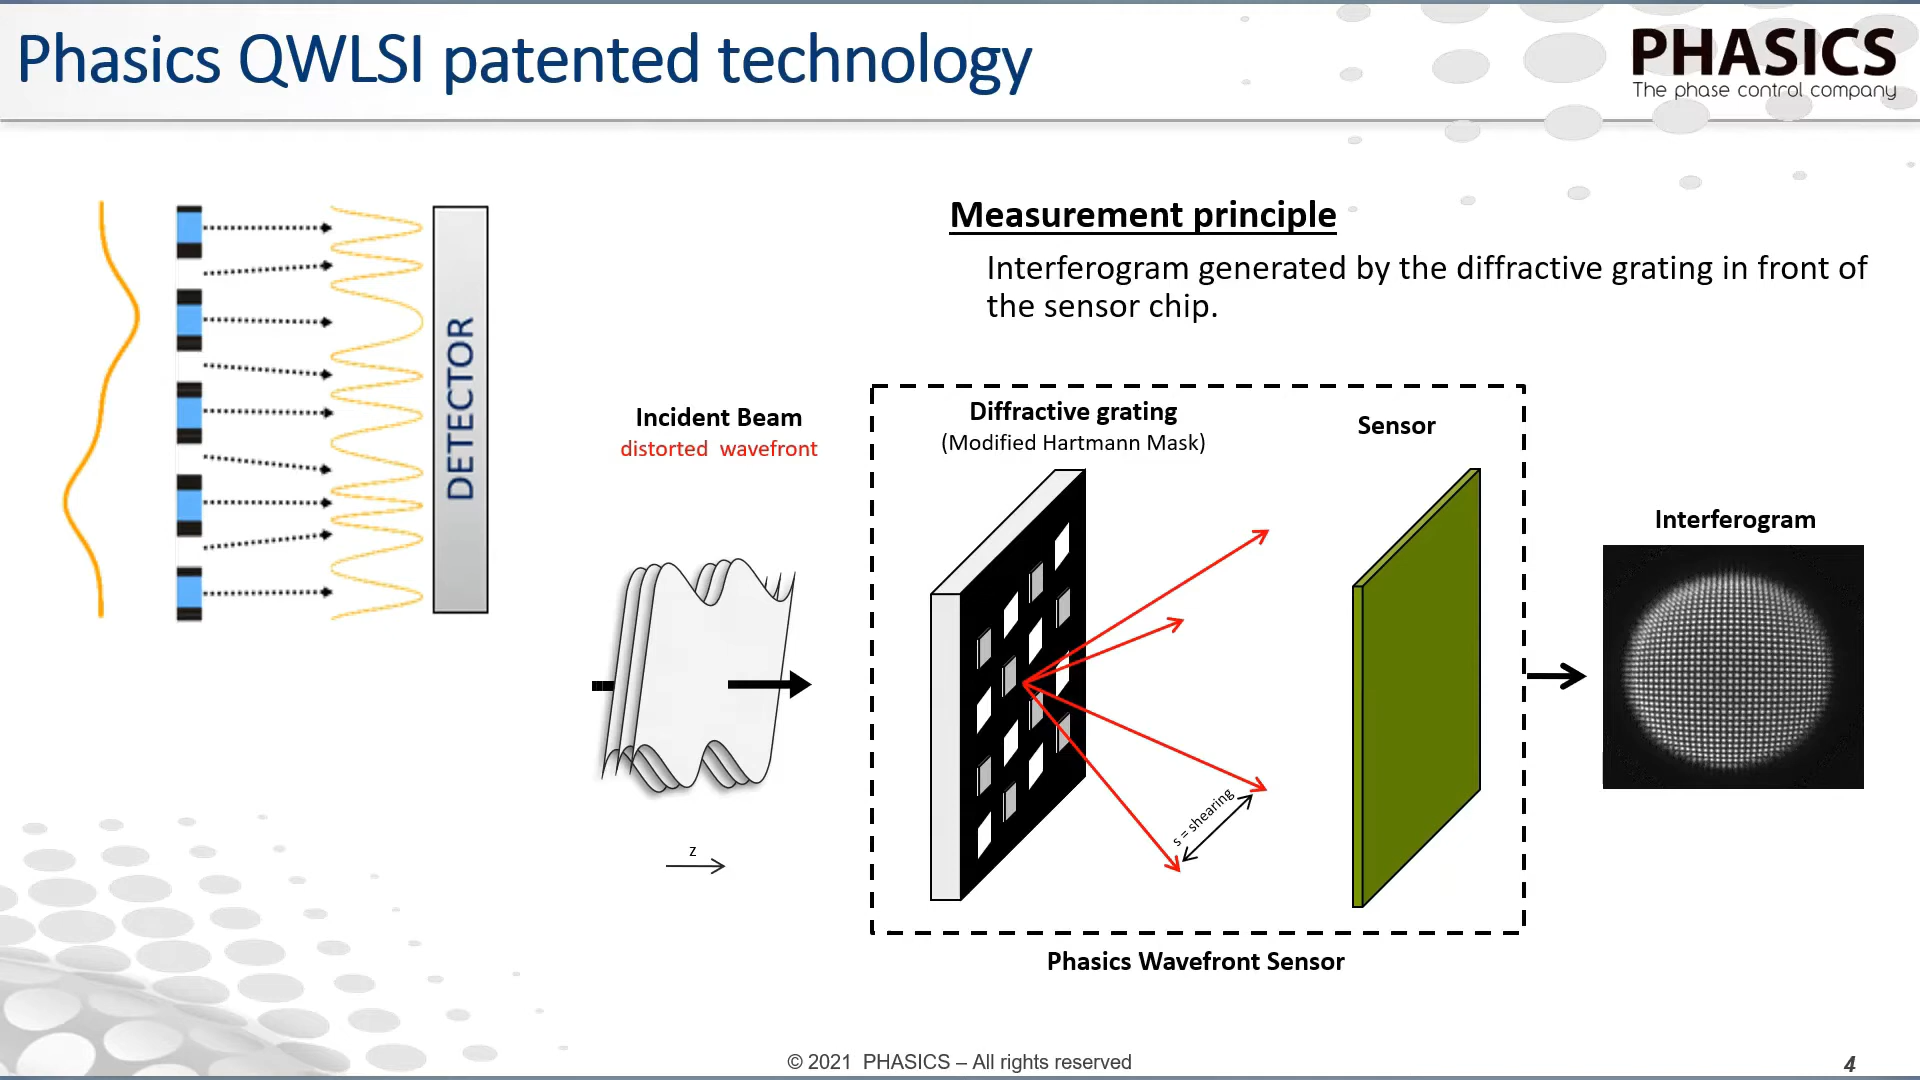 Phasics QWLSI patented technology
PHASICS
The phase control company
Measurement principle
Interferogram generated by the diffractive grating in front of
the sensor chip.
DETECTOR
Incident Beam
distorted wavefront
Diffractive grating
(Modified Hartmann Mask)
Sensor
Interferogram
s = shearing
z
Phasics Wavefront Sensor
© 2021 PHASICS – All rights reserved
4